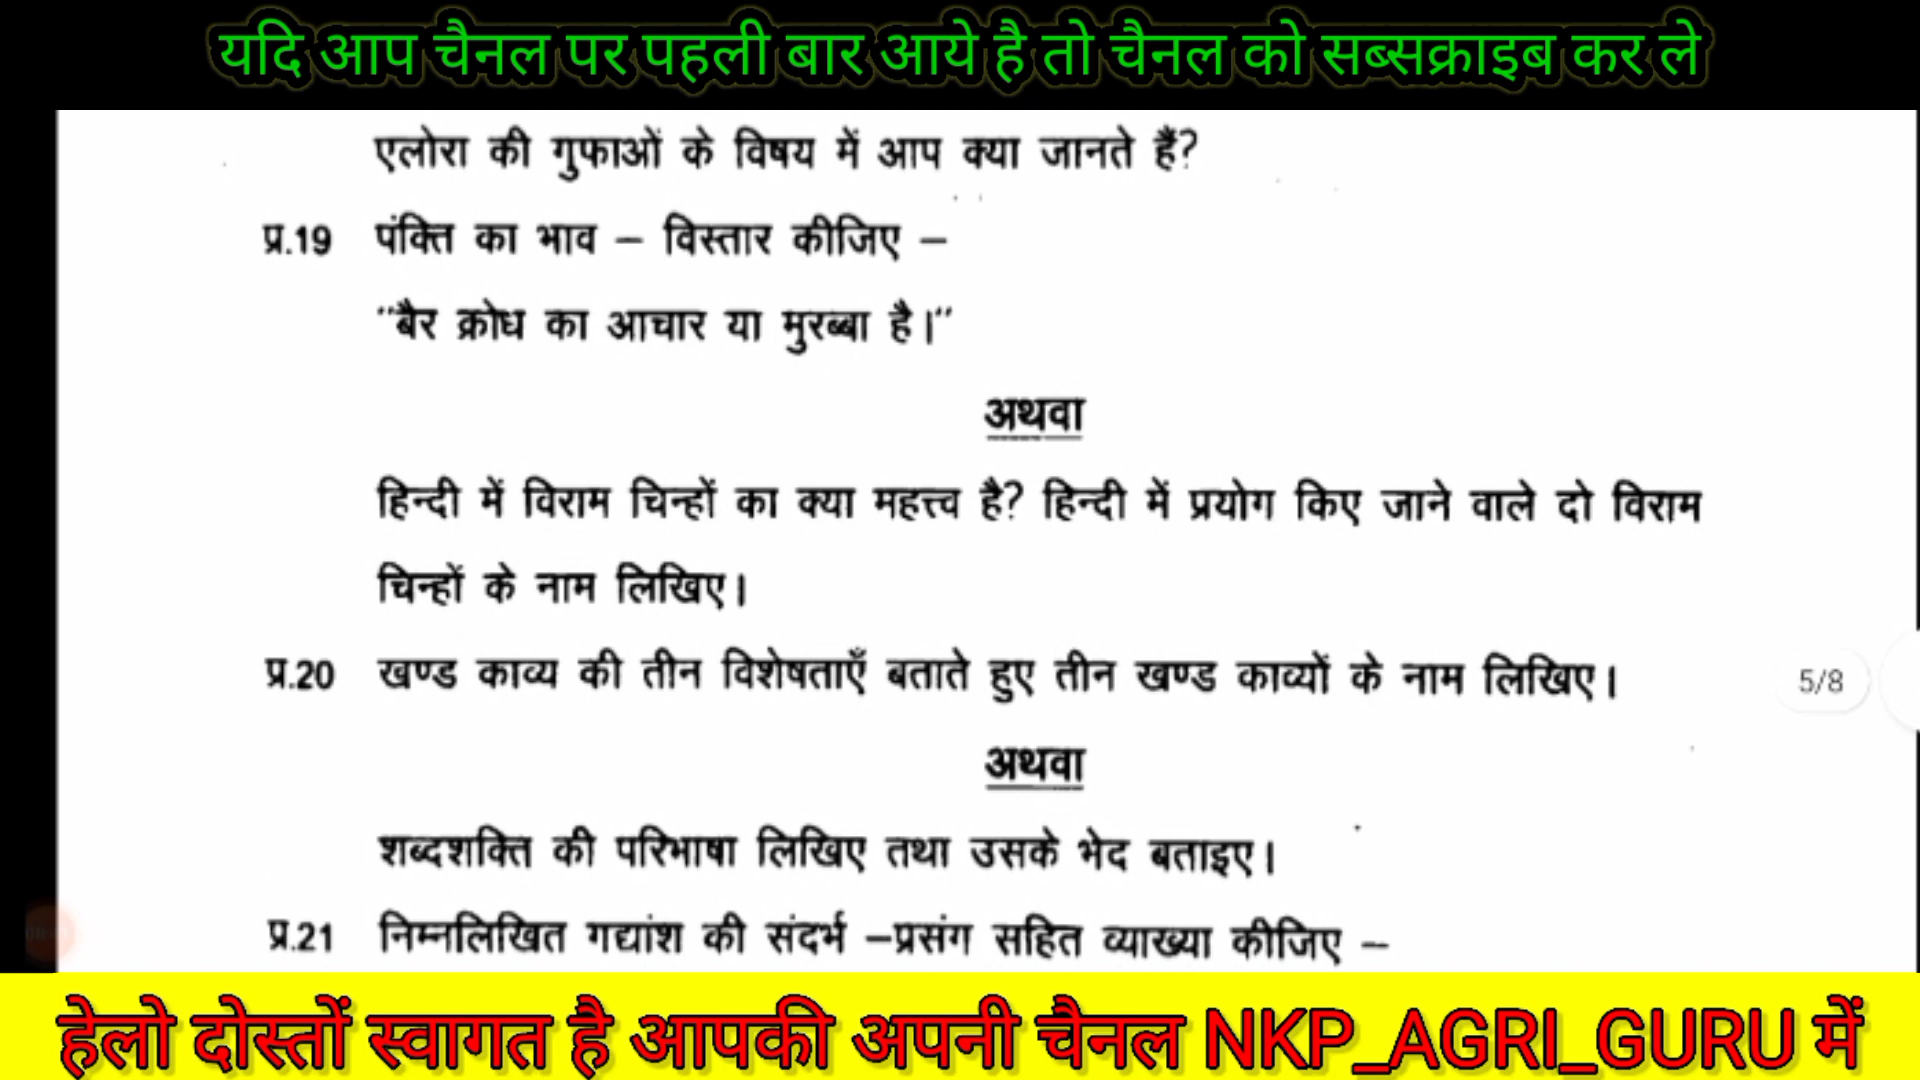 यदि आप चैनल पर पहली बार आये है तो चैनल को सब्सक्राइब कर ले
एलोरा की गुफाओं के विषय में आप क्या जानते हैं?
प्र.19 पंक्ति का भाव – विस्तार कीजिए –
"बैर क्रोध का आचार या मुरब्बा है।"
अथवा
हिन्दी में विराम चिन्हों का क्या महत्त्व है? हिन्दी में प्रयोग किए जाने वाले दो विराम
चिन्हों के नाम लिखिए।
प्र.20 खण्ड काव्य की तीन विशेषताएँ बताते हुए तीन खण्ड काव्यों के नाम लिखिए।
5/8
अथवा
शब्दशक्ति की परिभाषा लिखिए तथा उसके भेद बताइए।
प्र.21 निम्नलिखित गद्यांश की संदर्भ –प्रसंग सहित व्याख्या कीजिए –
हेलो दोस्तों स्वागत है आपकी अपनी चैनल NKP_AGRI_GURU में